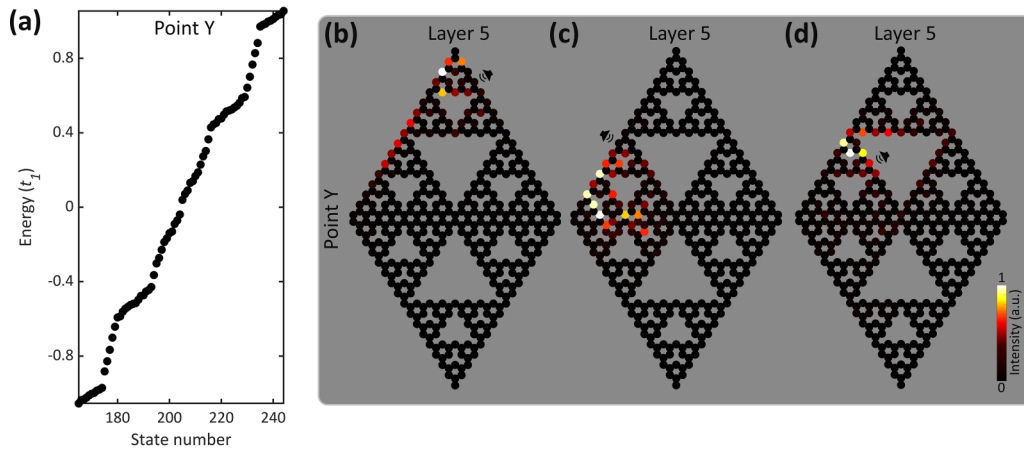 (a)
Point Y
0.8
0.4
0
-0.4
-0.8
180
200
220
240
State number
Energy (t1)
(b)
Layer 5
(c)
Layer 5
(d)
Layer 5
Point Y
1
0
Intensity (a.u.)